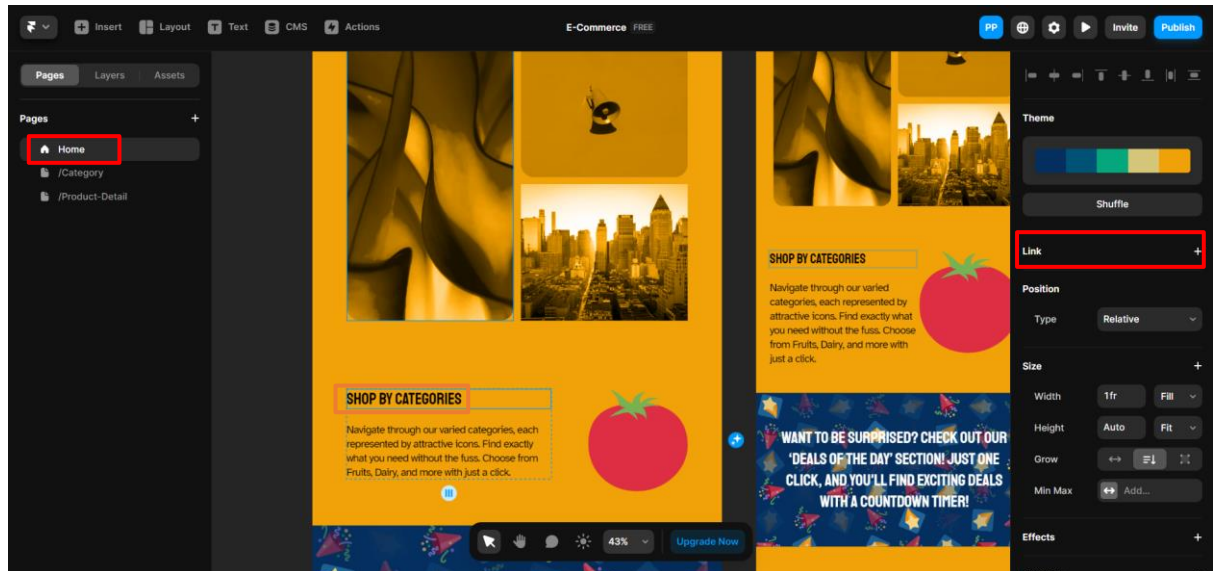 Insert
Layout
Text
CMS
Actions
E-Commerce FREE
PP
Invite
Publish
Pages
Layers
Assets
Pages
Home
/Category
/Product-Detail
SHOP BY CATEGORIES
Navigate through our varied categories, each
represented by attractive icons. Find exactly
what you need without the fuss. Choose from
Fruits, Dairy, and more with just a click.
SHOP BY CATEGORIES
Navigate through our varied
categories, each represented by
attractive icons. Find exactly what
you need without the fuss. Choose
from Fruits, Dairy, and more with
just a click.
WANT TO BE SURPRISED? CHECK OUT OUR
‘DEALS OF THE DAY’ SECTION! JUST ONE
CLICK, AND YOU’LL FIND EXCITING DEALS
WITH A COUNTDOWN TIMER!
43%
Upgrade Now
Theme
Shuffle
Link
Position
Type Relative
Size
Width 1fr Fill
Height Auto Fit
Grow
Min Max Add...
Effects